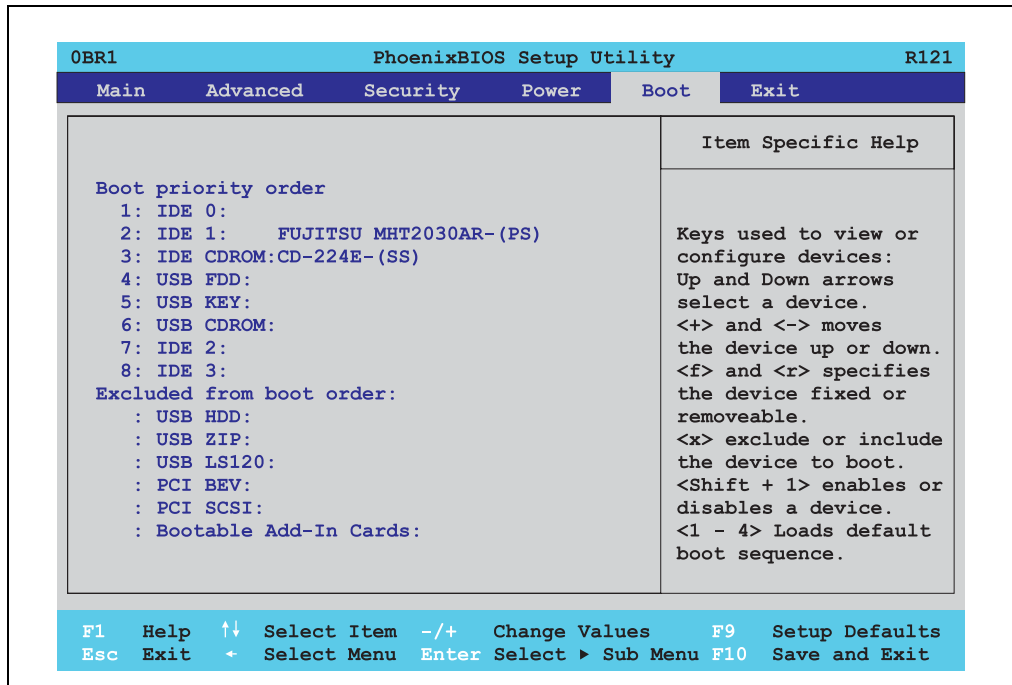 0BR1 PhoenixBIOS Setup Utility R121
Main Advanced Security Power Boot Exit
Item Specific Help
Boot priority order
1: IDE 0:
2: IDE 1: FUJITSU MHT2030AR-(PS)
3: IDE CDROM:CD-224E-(SS)
4: USB FDD:
5: USB KEY:
6: USB CDROM:
7: IDE 2:
8: IDE 3:
Excluded from boot order:
: USB HDD:
: USB ZIP:
: USB LS120:
: PCI BEV:
: PCI SCSI:
: Bootable Add-In Cards:
Keys used to view or
configure devices:
Up and Down arrows
select a device.
<+> and <-> moves
the device up or down.
<f> and <r> specifies
the device fixed or
removeable.
<x> exclude or include
the device to boot.
<Shift + 1> enables or
disables a device.
<1 - 4> Loads default
boot sequence.
F1 Help ↑↓ Select Item -/+ Change Values F9 Setup Defaults
Esc Exit ← Select Menu Enter Select ▶ Sub Menu F10 Save and Exit